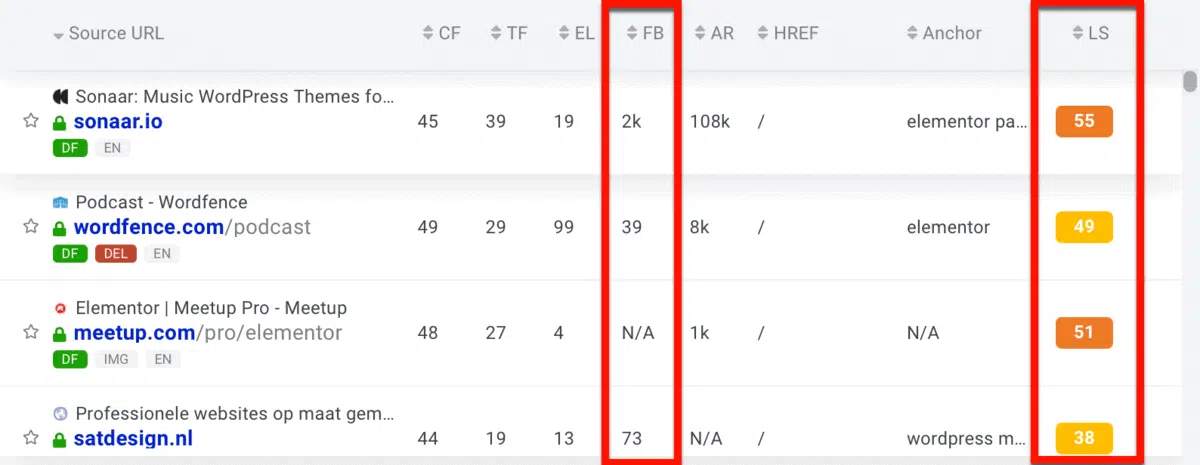 Source URL CF TF EL FB AR HREF Anchor LS
Sonaar: Music WordPress Themes fo...
sonaar.io 45 39 19 2k 108k / elementor pa... 55
DF EN
Podcast - Wordfence
wordfence.com/podcast 49 29 99 39 8k / elementor 49
DF DEL EN
Elementor | Meetup Pro - Meetup
meetup.com/pro/elementor 48 27 4 N/A 1k / N/A 51
DF IMG EN
Professionele websites op maat gem...
satdesign.nl 44 19 13 73 N/A / wordpress m... 38